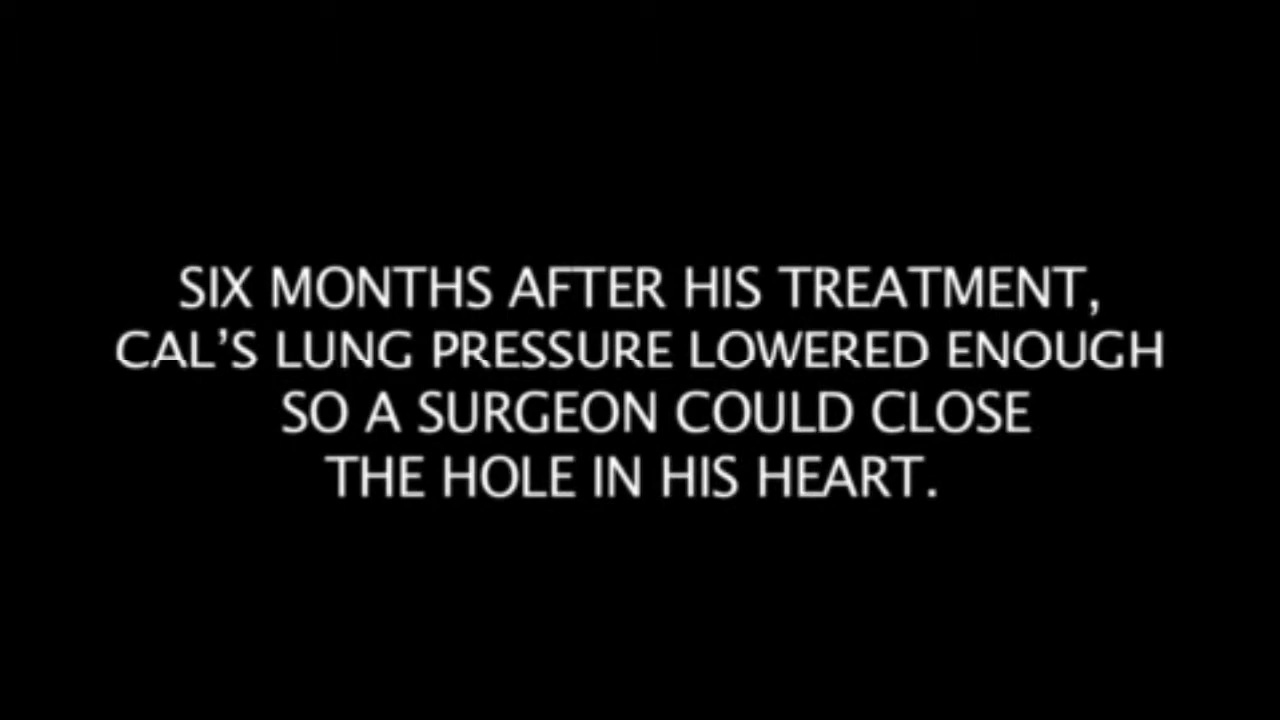 SIX MONTHS AFTER HIS TREATMENT,
CAL’S LUNG PRESSURE LOWERED ENOUGH
SO A SURGEON COULD CLOSE
THE HOLE IN HIS HEART.